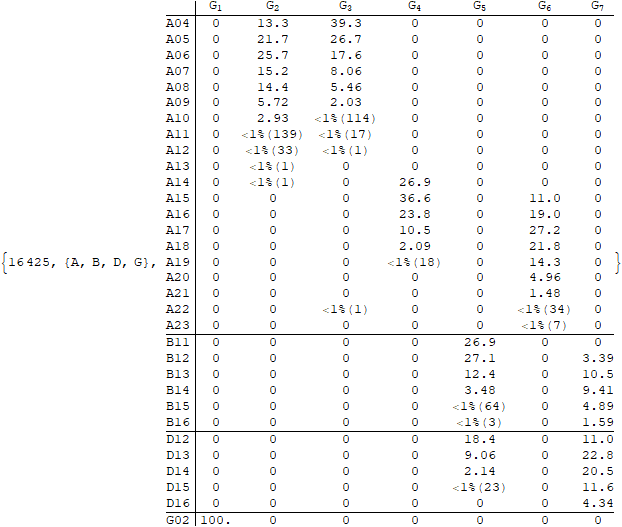 G₁ G₂ G₃ G₄ G₅ G₆ G₇
A04 0 13.3 39.3 0 0 0 0
A05 0 21.7 26.7 0 0 0 0
A06 0 25.7 17.6 0 0 0 0
A07 0 15.2 8.06 0 0 0 0
A08 0 14.4 5.46 0 0 0 0
A09 0 5.72 2.03 0 0 0 0
A10 0 2.93 <1%(114) 0 0 0 0
A11 0 <1%(139) <1%(17) 0 0 0 0
A12 0 <1%(33) <1%(1) 0 0 0 0
A13 0 <1%(1) 0 0 0 0 0
A14 0 <1%(1) 0 26.9 0 0 0
A15 0 0 0 36.6 0 11.0 0
A16 0 0 0 23.8 0 19.0 0
A17 0 0 0 10.5 0 27.2 0
A18 0 0 0 2.09 0 21.8 0
{16425, {A, B, D, G}, A19 0 0 0 <1%(18) 0 14.3 0 }
A20 0 0 0 0 0 4.96 0
A21 0 0 0 0 0 1.48 0
A22 0 0 <1%(1) 0 0 <1%(34) 0
A23 0 0 0 0 0 <1%(7) 0
B11 0 0 0 0 26.9 0 0
B12 0 0 0 0 27.1 0 3.39
B13 0 0 0 0 12.4 0 10.5
B14 0 0 0 0 3.48 0 9.41
B15 0 0 0 0 <1%(64) 0 4.89
B16 0 0 0 0 <1%(3) 0 1.59
D12 0 0 0 0 18.4 0 11.0
D13 0 0 0 0 9.06 0 22.8
D14 0 0 0 0 2.14 0 20.5
D15 0 0 0 0 <1%(23) 0 11.6
D16 0 0 0 0 0 0 4.34
G02 100. 0 0 0 0 0 0